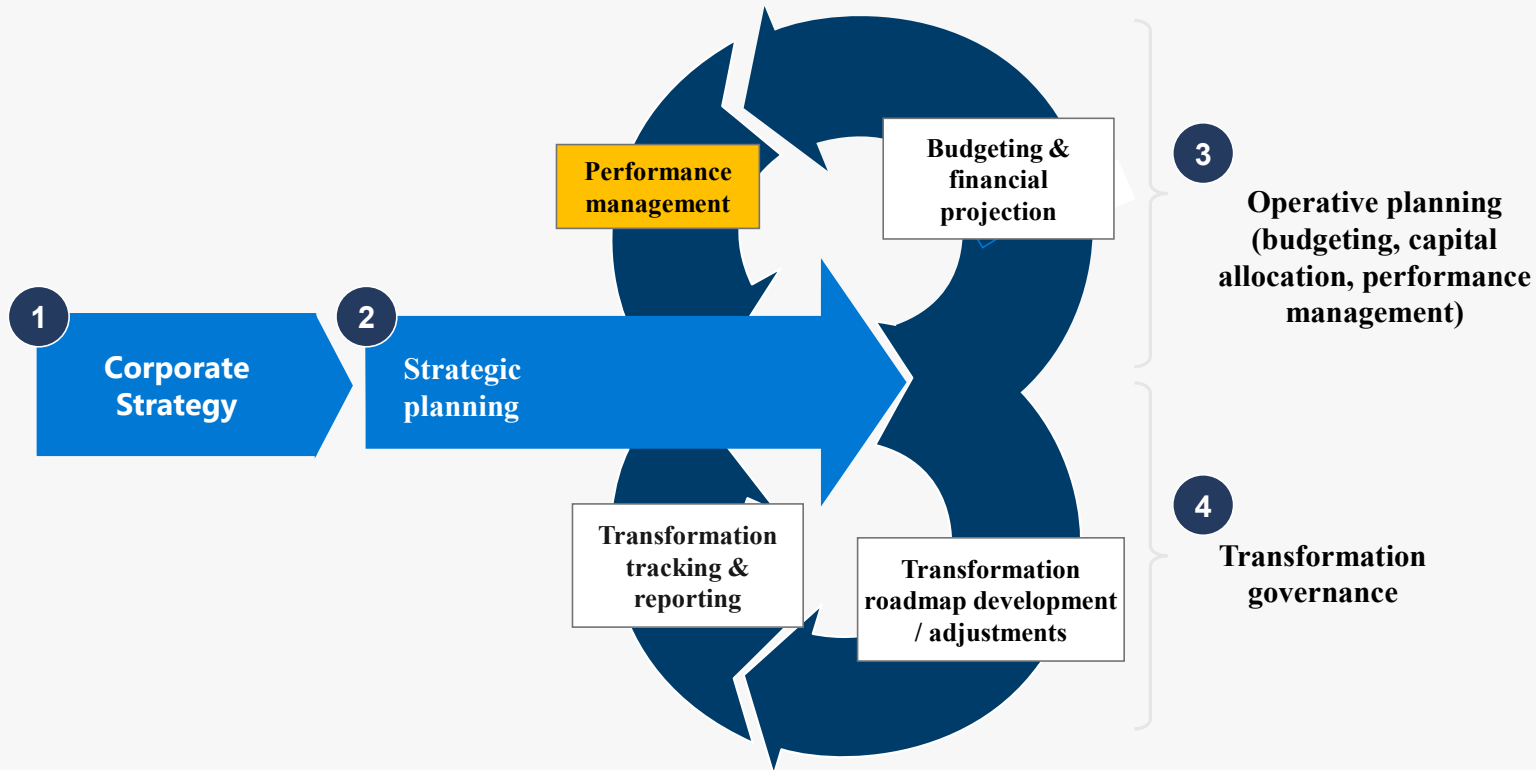 1
Corporate
Strategy
2
Strategic
planning
Performance
management
Budgeting &
financial
projection
3
Operative planning
(budgeting, capital
allocation, performance
management)
Transformation
tracking &
reporting
Transformation
roadmap development
/ adjustments
4
Transformation
governance